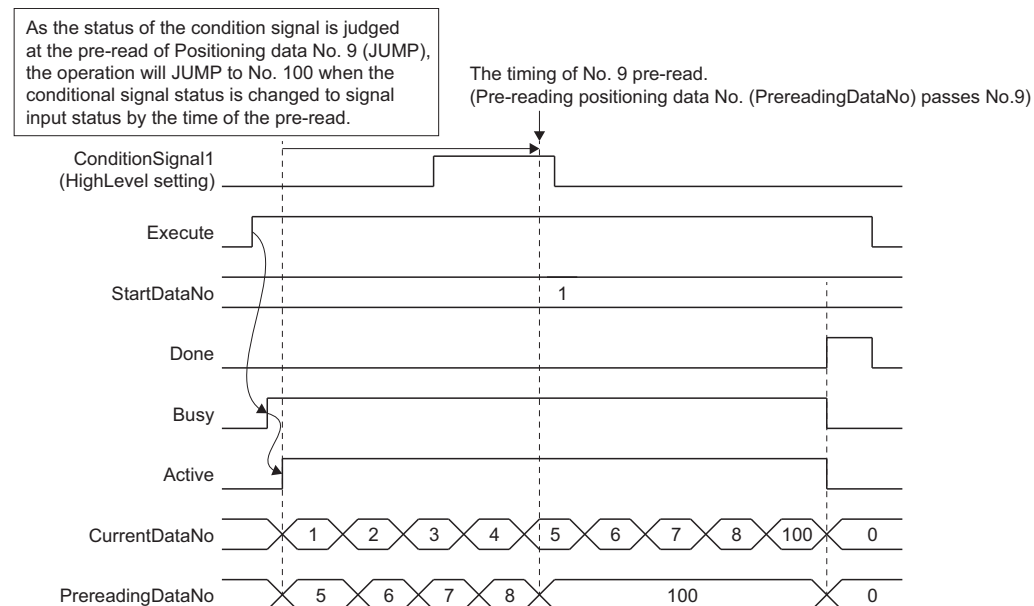 As the status of the condition signal is judged
at the pre-read of Positioning data No. 9 (JUMP),
the operation will JUMP to No. 100 when the
conditional signal status is changed to signal
input status by the time of the pre-read.
The timing of No. 9 pre-read.
(Pre-reading positioning data No. (PrereadingDataNo) passes No.9)
ConditionSignal1
(HighLevel setting)
Execute
StartDataNo
1
Done
Busy
Active
CurrentDataNo
1 2 3 4 5 6 7 8 100 0
PrereadingDataNo
5 6 7 8 100 0